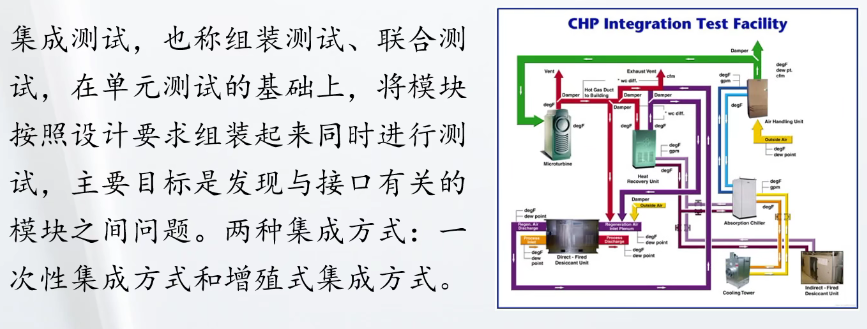 集成测试，也称组装测试、联合测
试，在单元测试的基础上，将模块
按照设计要求组装起来同时进行测
试，主要目标是发现与接口有关的
模块之间问题。两种集成方式：一
次性集成方式和增殖式集成方式。
CHP Integration Test Facility
Damper
Vent
Exhaust Vent
cfm
degF
gpm
degF
dew pt.
cfm
" wc diff.
Damper
Hot Gas Duct
to Building
Damper
Damper
degF
degF
" wc diff.
degF
degF
degF
Air Handling Unit
Outside Air
degF
dew point
degF
gpm
Microturbine
Heat
Recovery Unit
degF
gpm
Damper
Outside Air
degF
Absorption Chiller
degF
dew point
Regen. Air
Discharge
Regeneration Air
Inlet Plenum
Process
Inlet
Process
Discharge
degF
dew point
degF
dew
point
degF
dew point
Direct - Fired
Desiccant Unit
Cooling Tower
Indirect - Fired
Desiccant Unit